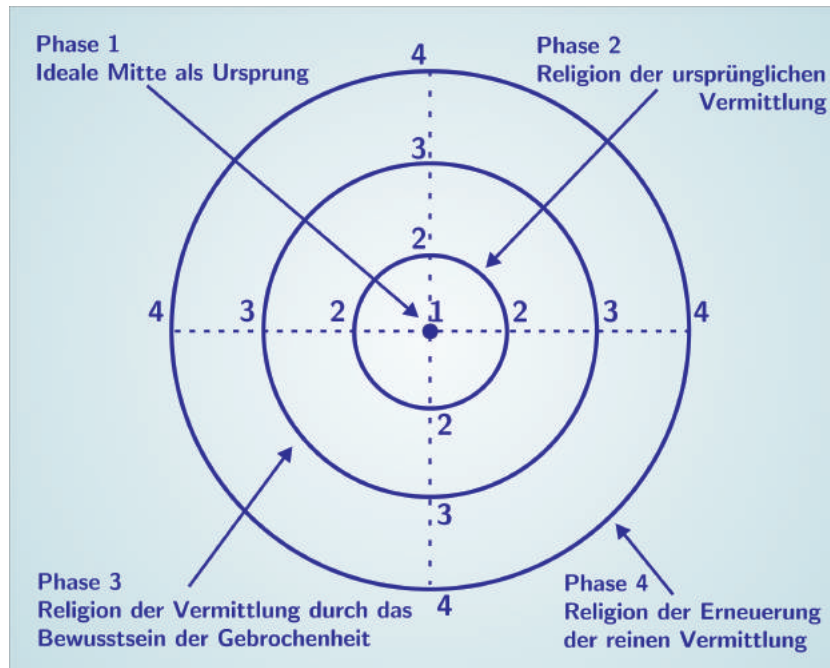 Phase 1
Ideale Mitte als Ursprung
Phase 2
Religion der ursprünglichen
Vermittlung
4
3
2
4 3 2 1 2 3 4
2
3
4
Phase 3
Religion der Vermittlung durch das
Bewusstsein der Gebrochenheit
Phase 4
Religion der Erneuerung
der reinen Vermittlung